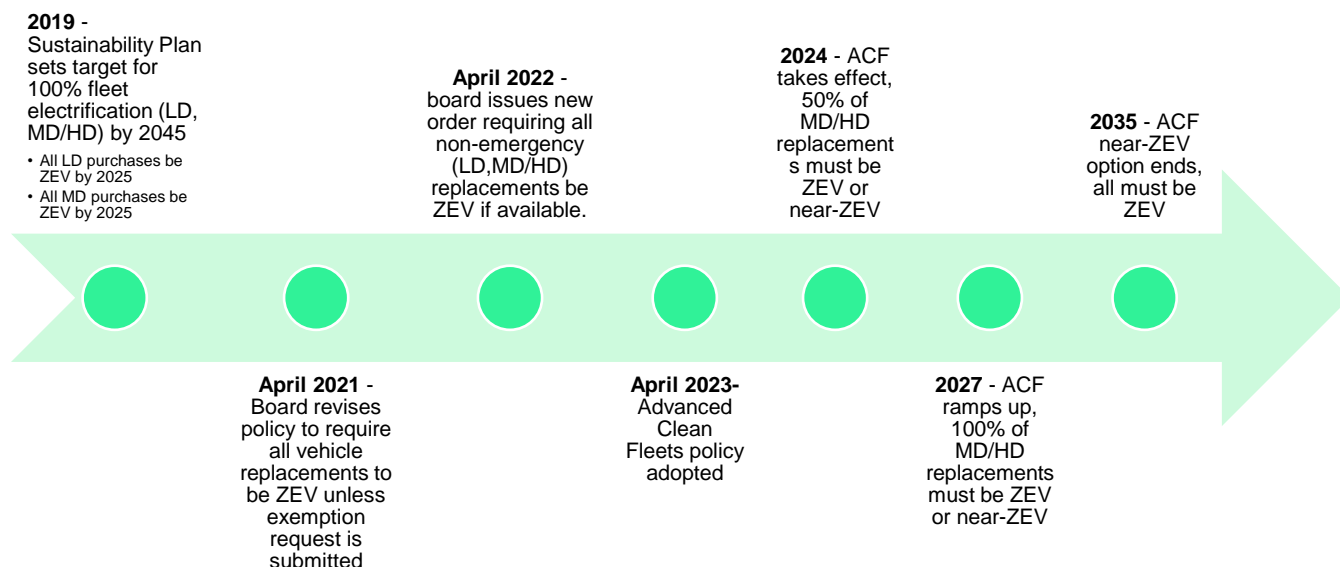 2019 -
Sustainability Plan
sets target for
100% fleet
electrification (LD,
MD/HD) by 2045
• All LD purchases be
ZEV by 2025
• All MD purchases be
ZEV by 2025
April 2021 -
Board revises
policy to require
all vehicle
replacements to
be ZEV unless
exemption
request is
submitted
April 2022 -
board issues new
order requiring all
non-emergency
(LD,MD/HD)
replacements be
ZEV if available.
April 2023-
Advanced
Clean
Fleets policy
adopted
2024 - ACF
takes effect,
50% of
MD/HD
replacement
s must be
ZEV or
near-ZEV
2027 - ACF
ramps up,
100% of
MD/HD
replacements
must be ZEV
or near-ZEV
2035 - ACF
near-ZEV
option ends,
all must be
ZEV